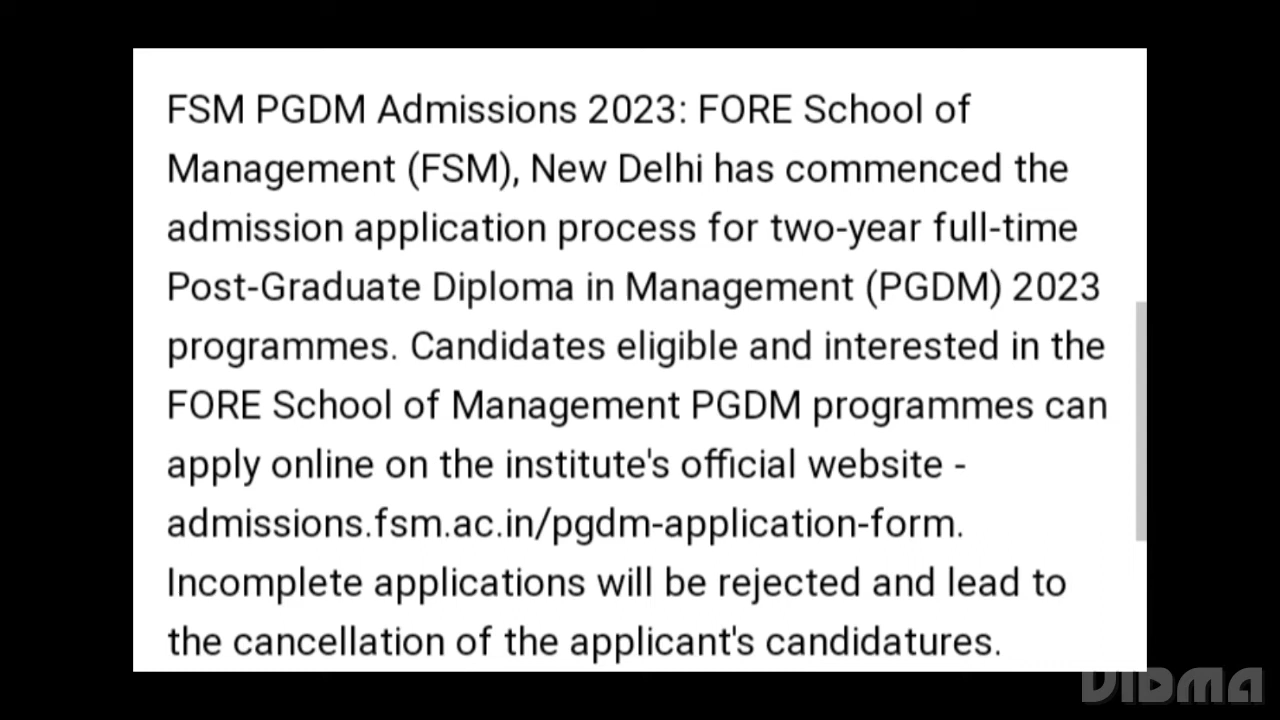 FSM PGDM Admissions 2023: FORE School of
Management (FSM), New Delhi has commenced the
admission application process for two-year full-time
Post-Graduate Diploma in Management (PGDM) 2023
programmes. Candidates eligible and interested in the
FORE School of Management PGDM programmes can
apply online on the institute's official website -
admissions.fsm.ac.in/pgdm-application-form.
Incomplete applications will be rejected and lead to
the cancellation of the applicant's candidatures.
VIDMA